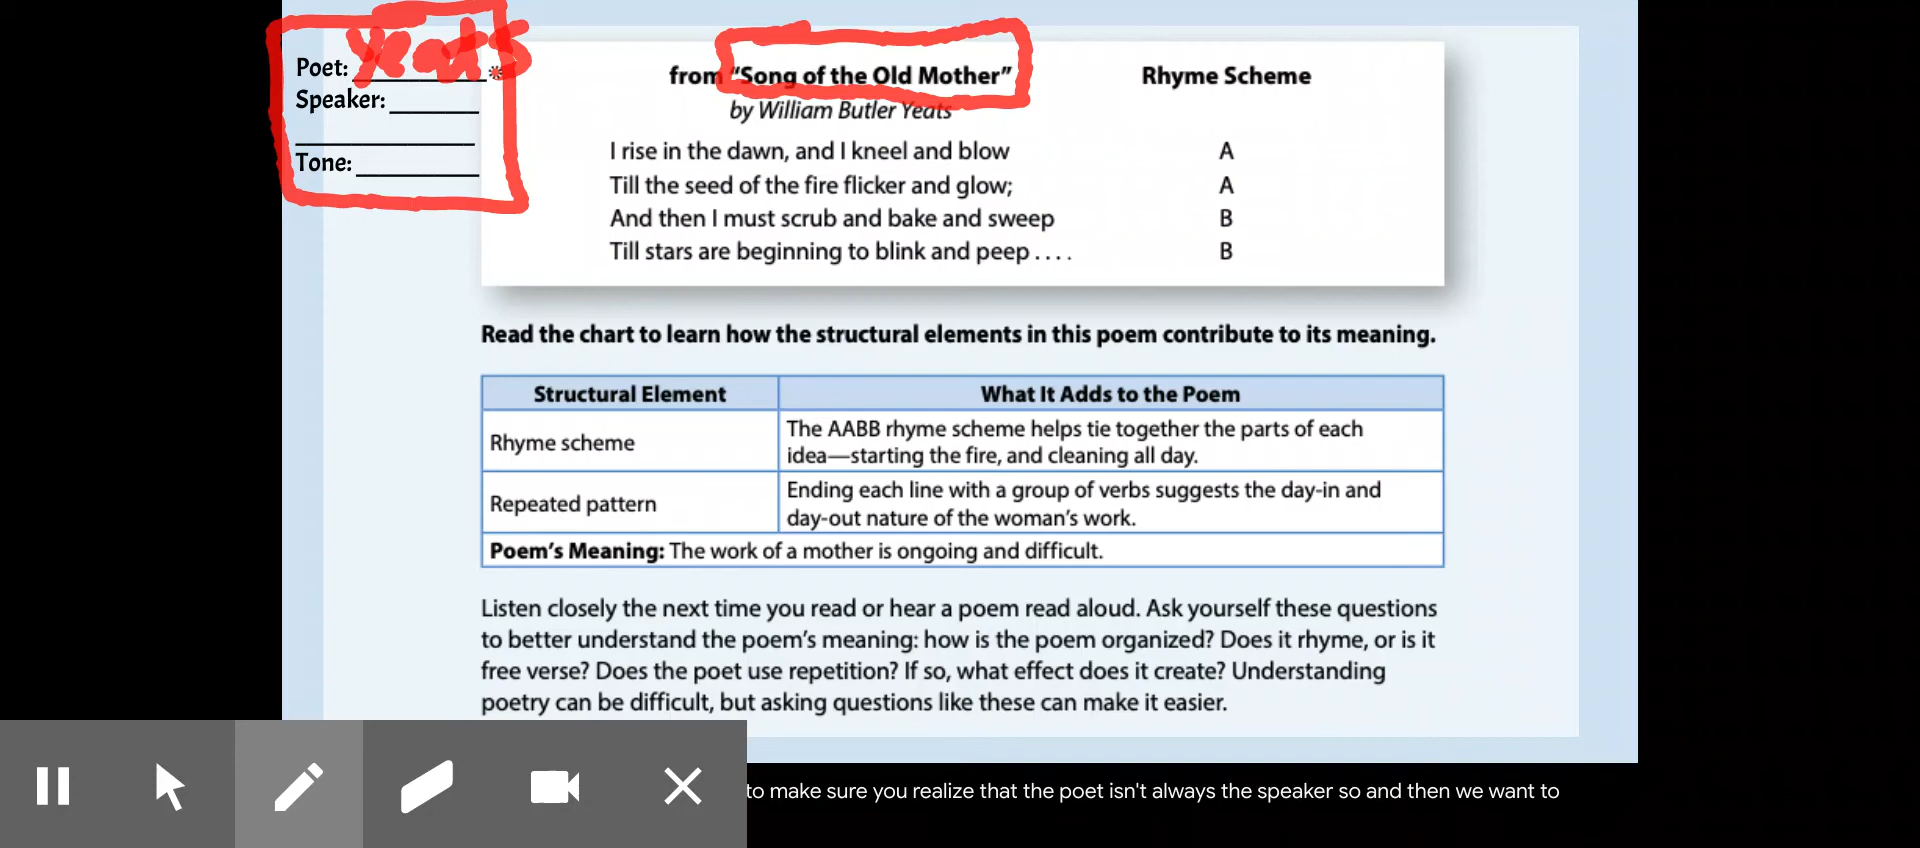 Poet: Yeats
Speaker: ________
________________
Tone: ___________
from "Song of the Old Mother"
by William Butler Yeats
Rhyme Scheme
I rise in the dawn, and I kneel and blow A
Till the seed of the fire flicker and glow; A
And then I must scrub and bake and sweep B
Till stars are beginning to blink and peep . . . . B
Read the chart to learn how the structural elements in this poem contribute to its meaning.
Structural Element What It Adds to the Poem
Rhyme scheme
The AABB rhyme scheme helps tie together the parts of each
idea—starting the fire, and cleaning all day.
Repeated pattern
Ending each line with a group of verbs suggests the day-in and
day-out nature of the woman's work.
Poem's Meaning: The work of a mother is ongoing and difficult.
Listen closely the next time you read or hear a poem read aloud. Ask yourself these questions
to better understand the poem's meaning: how is the poem organized? Does it rhyme, or is it
free verse? Does the poet use repetition? If so, what effect does it create? Understanding
poetry can be difficult, but asking questions like these can make it easier.
to make sure you realize that the poet isn't always the speaker so and then we want to